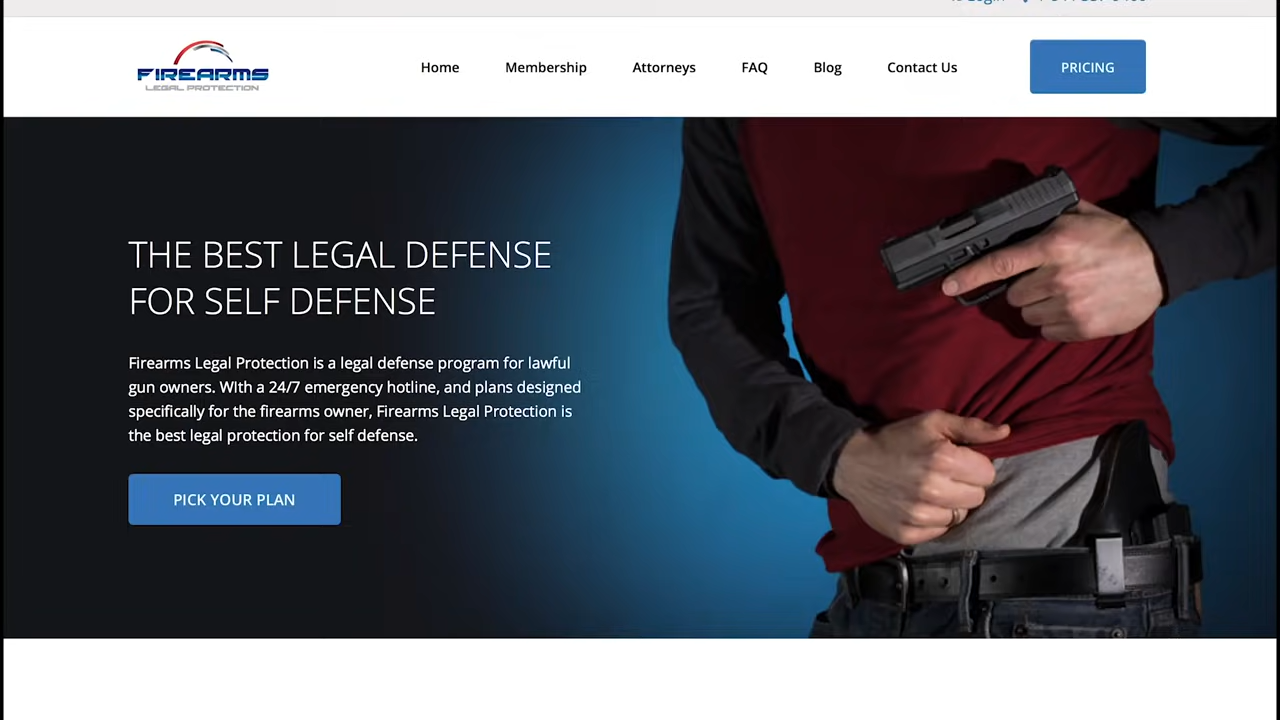 FIREARMS
LEGAL PROTECTION
Home
Membership
Attorneys
FAQ
Blog
Contact Us
PRICING
THE BEST LEGAL DEFENSE
FOR SELF DEFENSE
Firearms Legal Protection is a legal defense program for lawful
gun owners. WIth a 24/7 emergency hotline, and plans designed
specifically for the firearms owner, Firearms Legal Protection is
the best legal protection for self defense.
PICK YOUR PLAN